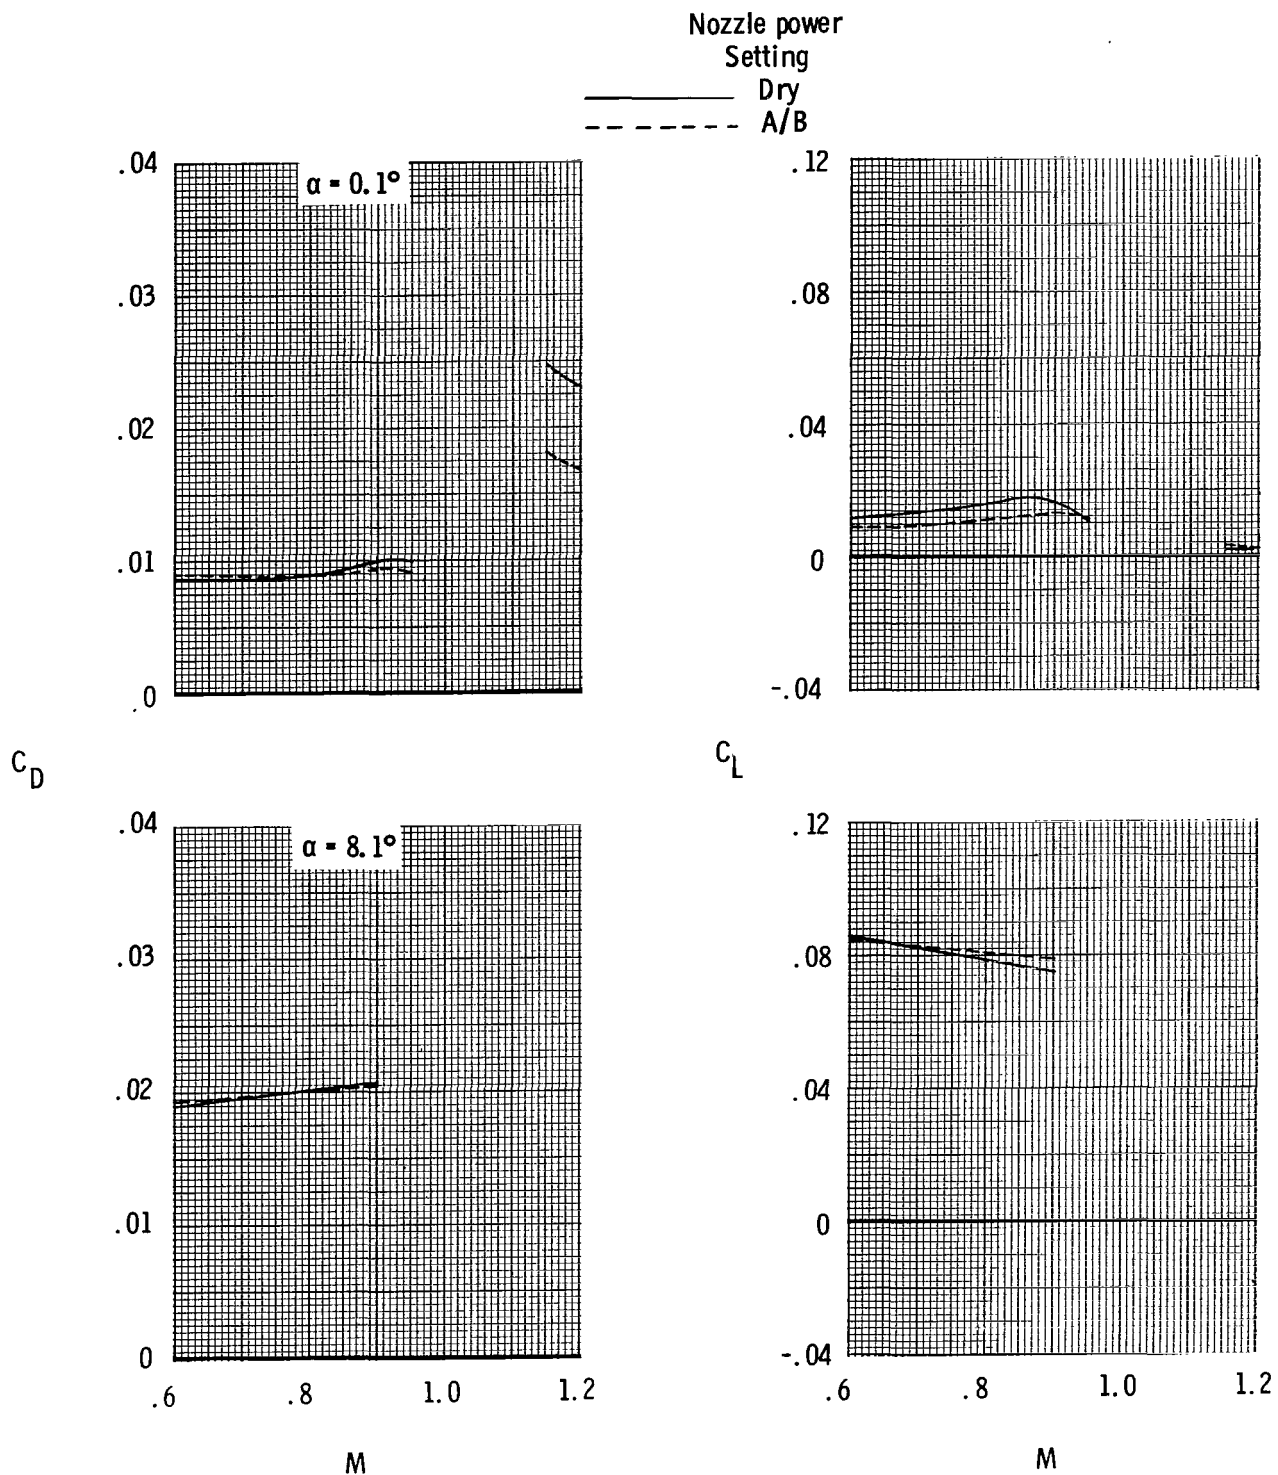 Nozzle power
Setting
Dry
A/B
.04
.03
.02
.01
0
α = 0.1°
.12
.08
.04
0
-.04
C_D
C_L
.04
.03
.02
.01
0
α = 8.1°
.6 .8 1.0 1.2
M
.12
.08
.04
0
-.04
.6 .8 1.0 1.2
M